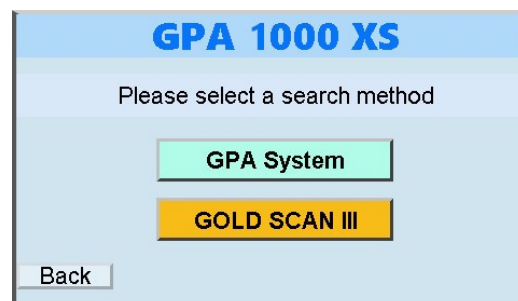 GPA 1000 XS
Please select a search method
GPA System
GOLD SCAN III
Back